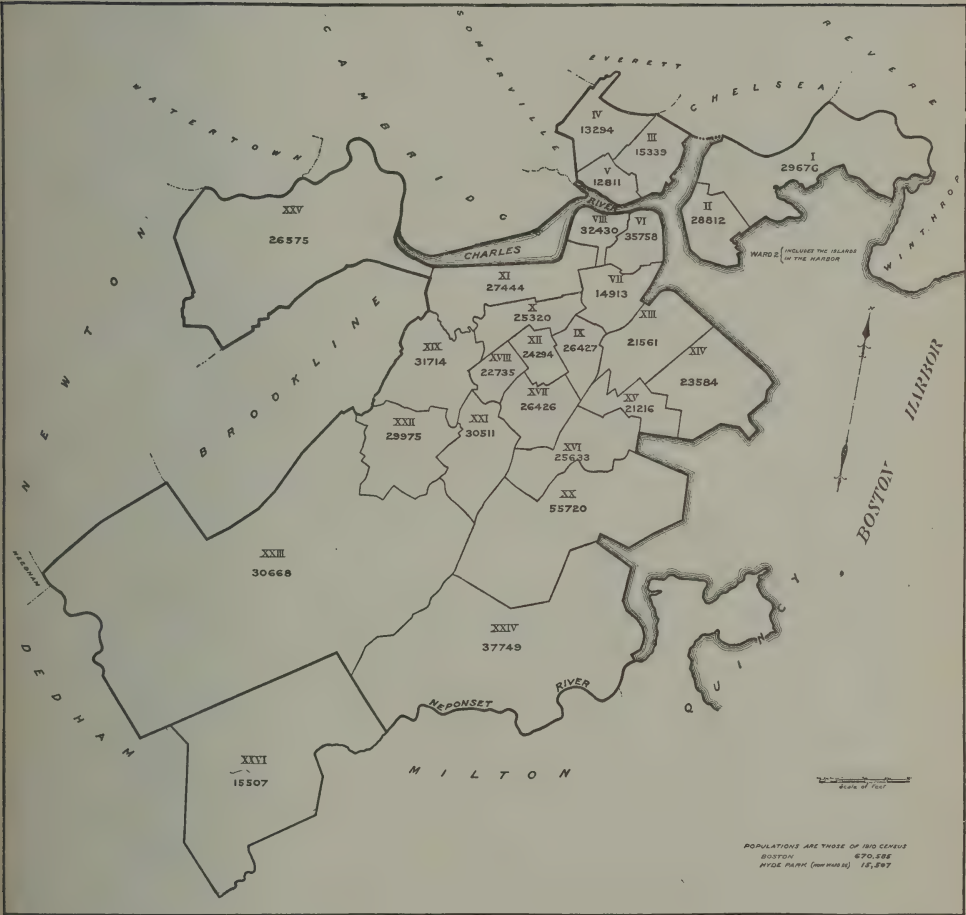 WATERTOWN
CAMBRIDGE
SOMERVILLE
EVERETT
CHELSEA
REVERE
WINTHROP
NEWTON
BROOKLINE
IV
13294
III
15339
V
12811
I
29676
II
28812
WARD 2 { INCLUDES THE ISLANDS
IN THE HARBOR
RIVER
CHARLES
XXV
26575
VIII
32430
VI
35758
XI
27444
VII
14913
X
25320
IX
26427
XII
24294
XIII
21561
XIV
23584
XIX
31714
XVIII
22735
XVII
26426
XV
21216
XXII
29975
XXI
30511
XVI
25633
XX
55720
BOSTON HARBOR
XXIII
30668
NEEDHAM
DEDHAM
XXIV
37749
NEPONSET RIVER
QUINCY
XXVI
15507
MILTON
Scale of Feet
POPULATIONS ARE THOSE OF 1910 CENSUS
BOSTON 670,585
HYDE PARK (NOW WARD 26) 15,507